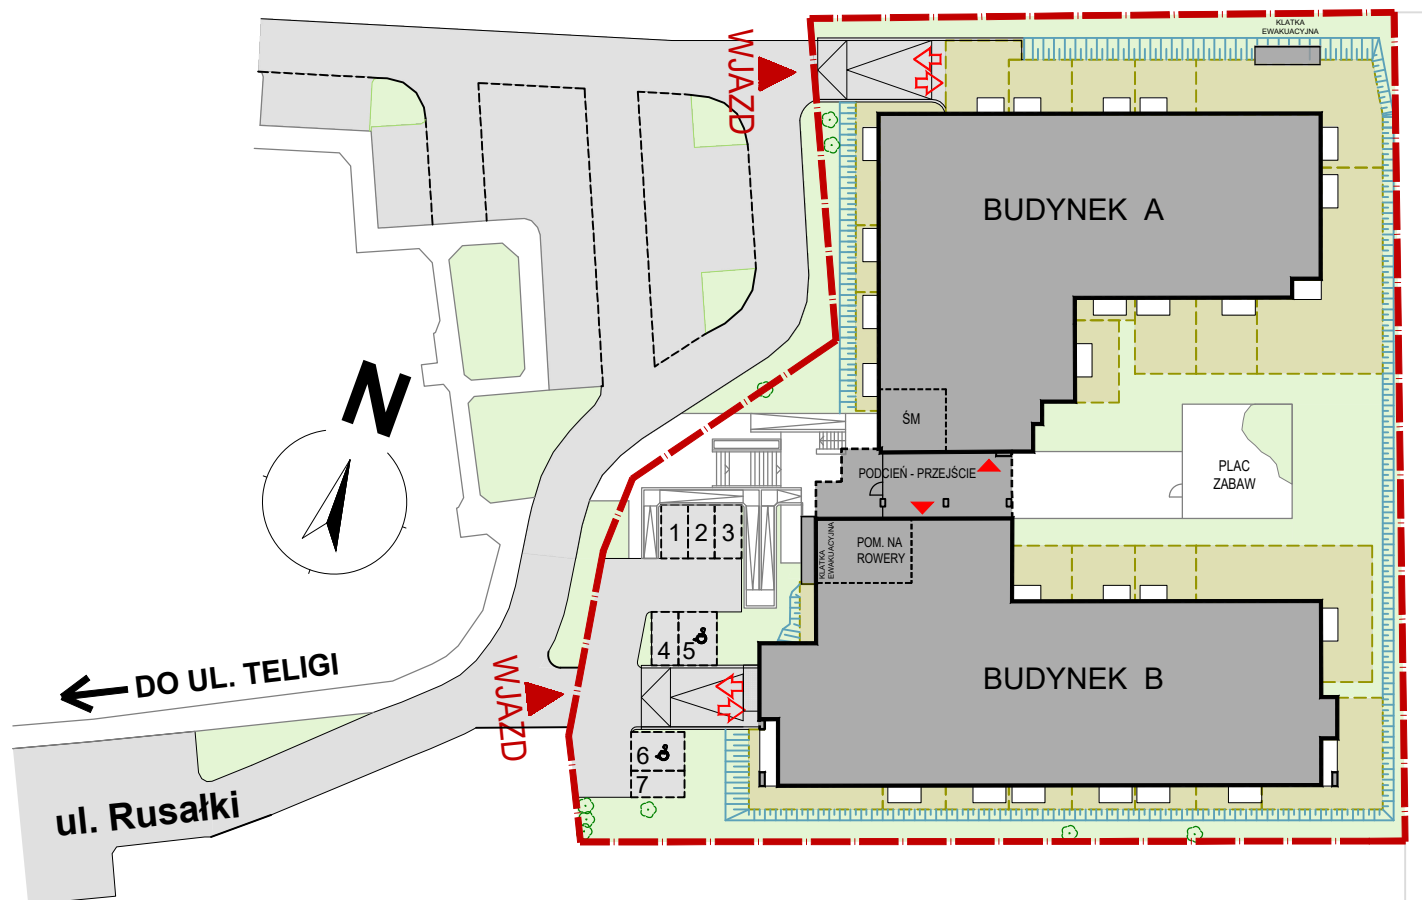 KLATKA
EWAKUACYJNA
WJAZD
BUDYNEK A
N
ŚM
PODCIEŃ - PRZEJŚCIE
PLAC
ZABAW
1 2 3
KLATKA
EWAKUACYJNA
POM. NA
ROWERY
4 5
DO UL. TELIGI
WJAZD
BUDYNEK B
6
7
ul. Rusałki